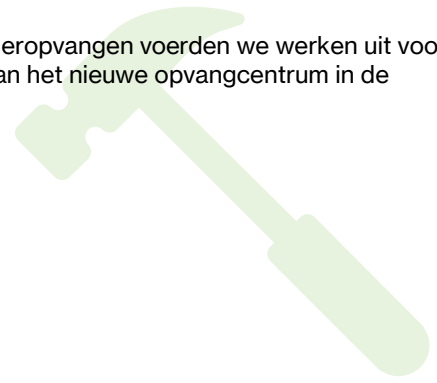 eropvangen voerden we werken uit voo
an het nieuwe opvangcentrum in de